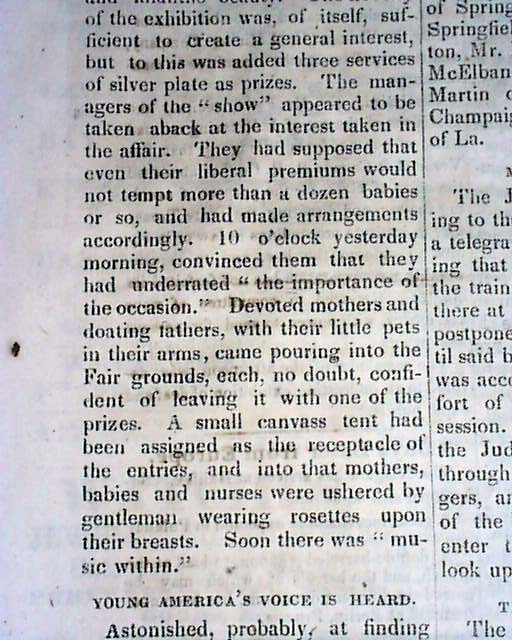 of the exhibition was, of itself, suf-
ficient to create a general interest,
but to this was added three services
of silver plate as prizes. The man-
agers of the "show" appeared to be
taken aback at the interest taken in
the affair. They had supposed that
even their liberal premiums would
not tempt more than a dozen babies
or so, and had made arrangements
accordingly. 10 o'clock yesterday
morning, convinced them that they
had underrated "the importance of
the occasion." Devoted mothers and
doating fathers, with their little pets
in their arms, came pouring into the
Fair grounds, each, no doubt, confi-
dent of leaving it with one of the
prizes. A small canvass tent had
been assigned as the receptacle of
the entries, and into that mothers,
babies and nurses were ushered by
gentleman wearing rosettes upon
their breasts. Soon there was "mu-
sic within."
YOUNG AMERICA'S VOICE IS HEARD.
Astonished, probably, at finding
of Spring
Springfiel
ton, Mr.
McElban
Martin
Champaig
of La.
The J
ing to th
a telegra
ing that
the train
there at
postpone
til said b
was acc
fort of
session.
the Jud
through
gers, a
of the
enter t
look up
The